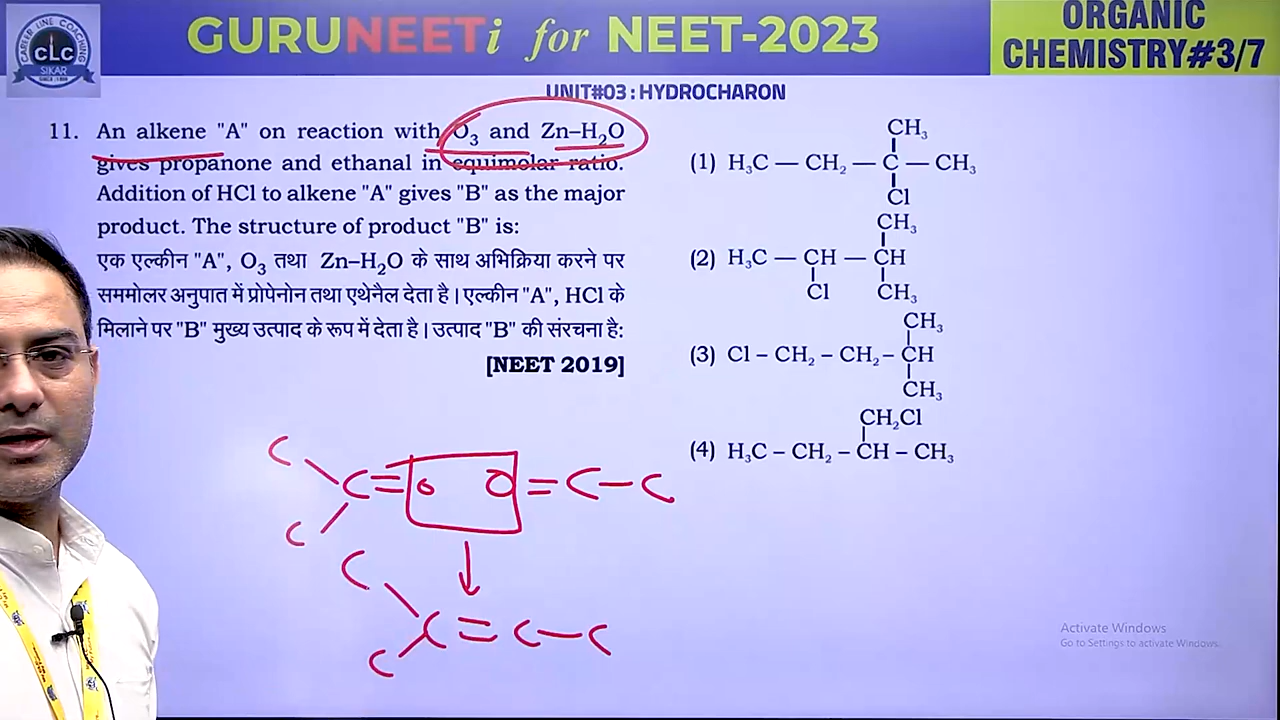 GURUNEETi for NEET-2023
ORGANIC
CHEMISTRY#3/7
CAREER LINE COACHING
CLC
SIKAR
UNIT#03 : HYDROCHARON
11. An alkene "A" on reaction with O₃ and Zn–H₂O
gives propanone and ethanal in equimolar ratio.
Addition of HCl to alkene "A" gives "B" as the major
product. The structure of product "B" is:
एक एल्कीन "A", O₃ तथा Zn–H₂O के साथ अभिक्रिया करने पर
सममोलर अनुपात में प्रोपेनोन तथा एथेनैल देता है। एल्कीन "A", HCl के
मिलाने पर "B" मुख्य उत्पाद के रूप में देता है। उत्पाद "B" की संरचना है:
[NEET 2019]
CH₃
(1) H₃C — CH₂ — C — CH₃
Cl
CH₃
(2) H₃C — CH — CH
Cl CH₃
CH₃
(3) Cl – CH₂ – CH₂ – CH
CH₃
CH₂Cl
(4) H₃C – CH₂ – CH – CH₃
C
C=O O=C–C
C
C
C=C–C
C
Activate Windows
Go to Settings to activate Windows.